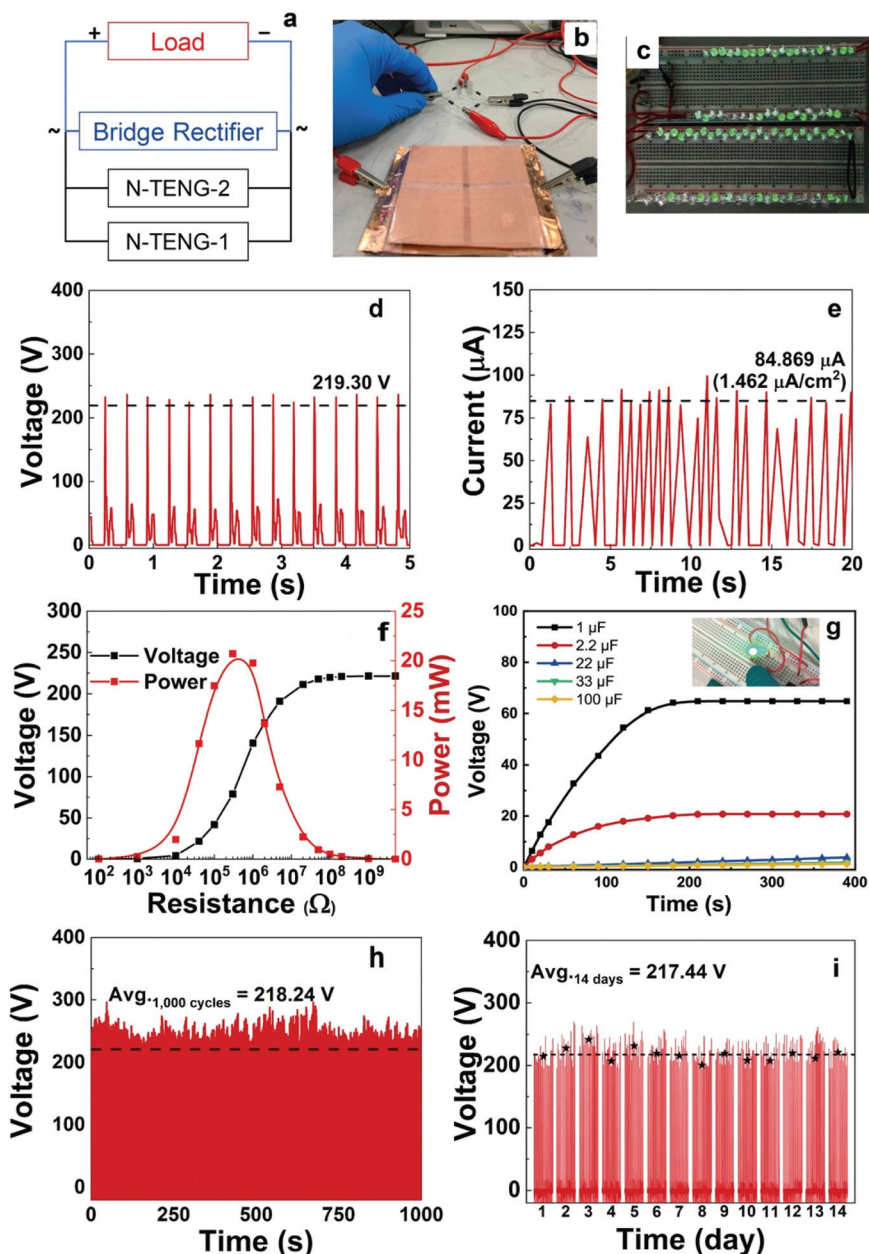 a
+ Load −
~ Bridge Rectifier ~
N-TENG-2
N-TENG-1
b
c
d
Voltage (V)
400
300
200
100
0
219.30 V
0 1 2 3 4 5
Time (s)
e
Current (μA)
150
125
100
75
50
25
0
84.869 μA
(1.462 μA/cm²)
0 5 10 15 20
Time (s)
f
Voltage (V)
300
250
200
150
100
50
0
Voltage
Power
25
20
15
10
5
0
Power (mW)
10² 10³ 10⁴ 10⁵ 10⁶ 10⁷ 10⁸ 10⁹
Resistance (Ω)
g
Voltage (V)
100
80
60
40
20
0
1 μF
2.2 μF
22 μF
33 μF
100 μF
0 100 200 300 400
Time (s)
h
Voltage (V)
400
300
200
100
0
Avg.1,000 cycles = 218.24 V
0 250 500 750 1000
Time (s)
i
Voltage (V)
400
300
200
100
0
Avg.14 days = 217.44 V
1 2 3 4 5 6 7 8 9 10 11 12 13 14
Time (day)